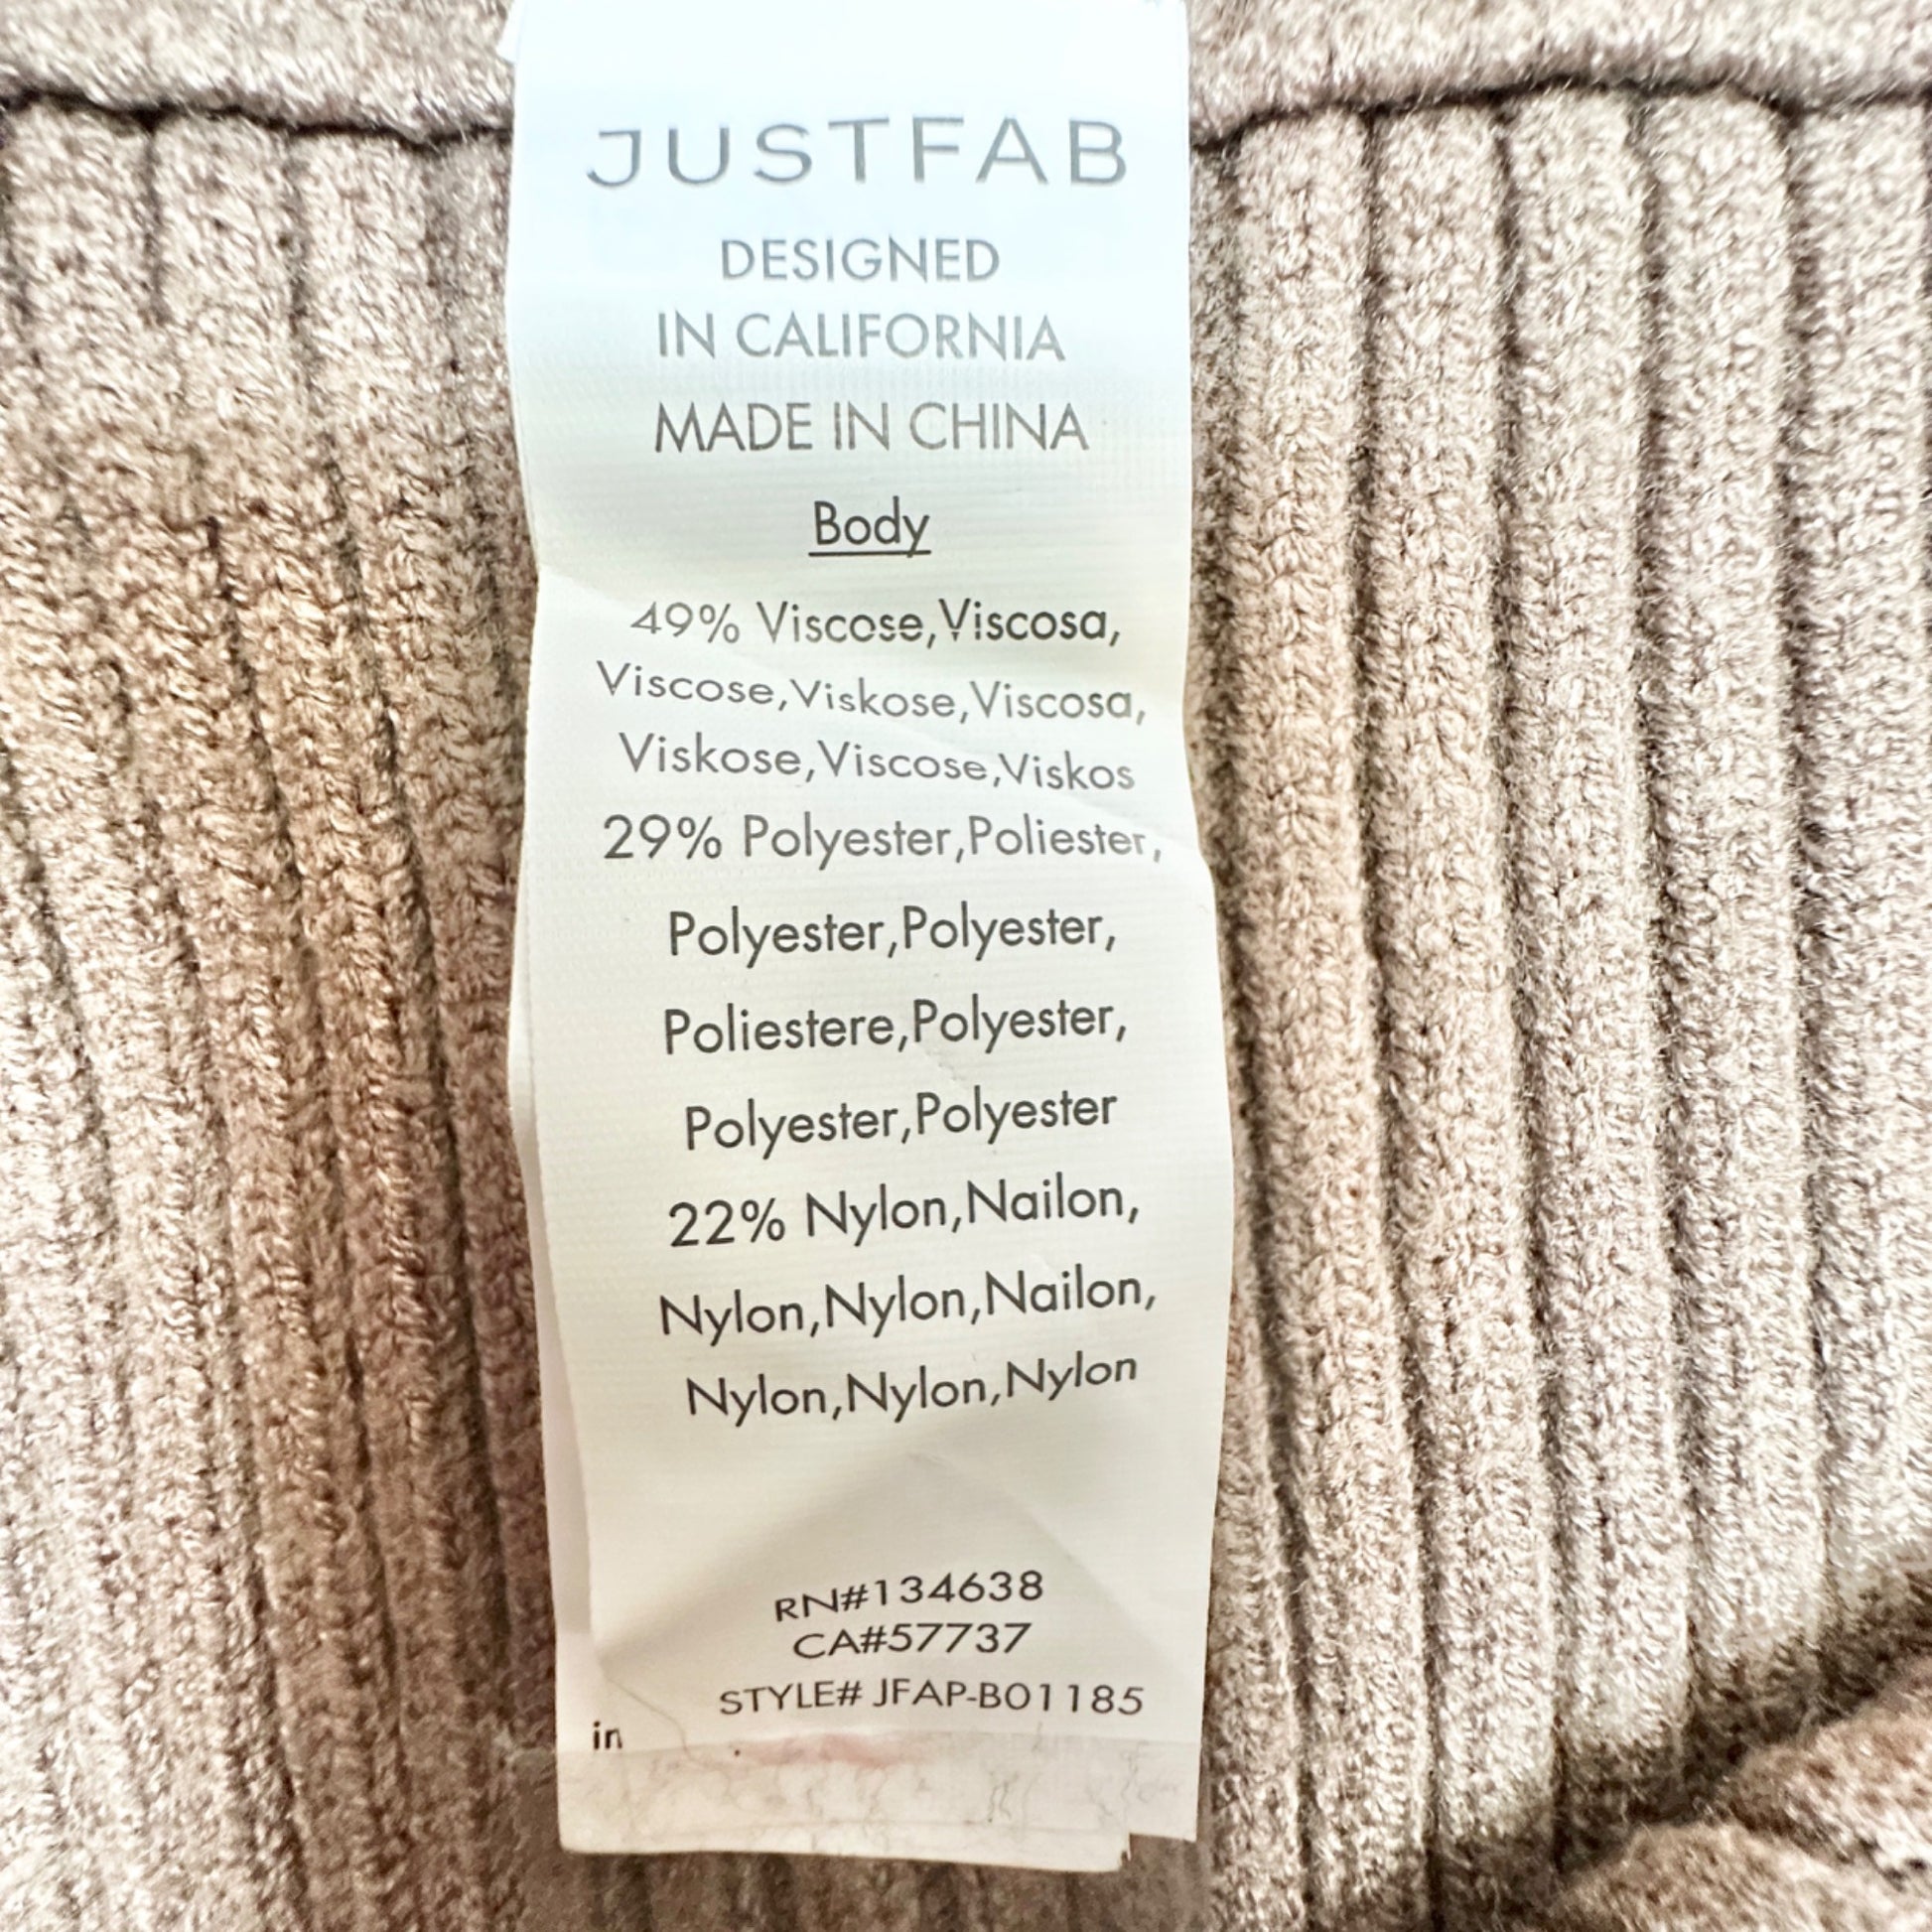 JUSTFAB
DESIGNED
IN CALIFORNIA
MADE IN CHINA
Body
49% Viscose,Viscosa,
Viscose,Viskose,Viscosa,
Viskose,Viscose,Viskos
29% Polyester,Poliester,
Polyester,Polyester,
Poliestere,Polyester,
Polyester,Polyester
22% Nylon,Nailon,
Nylon,Nylon,Nailon,
Nylon,Nylon,Nylon
RN#134638
CA#57737
STYLE# JFAP-B01185
in